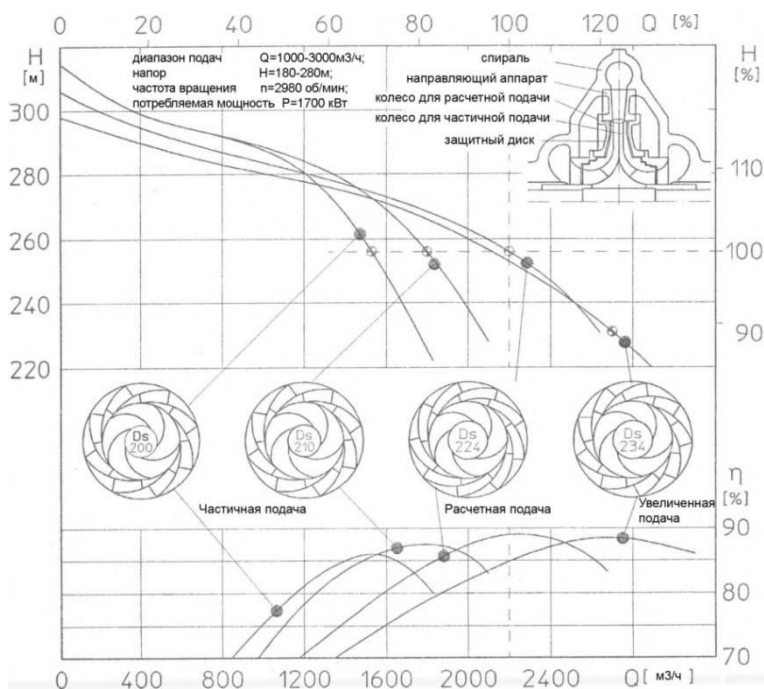 0 20 40 60 80 100 120 Q [%]
H
[м]
диапазон подач Q=1000-3000м3/ч;
напор H=180-280м;
частота вращения n=2980 об/мин;
потребляемая мощность P=1700 кВт
спираль
направляющий аппарат
колесо для расчетной подачи
колесо для частичной подачи
защитный диск
H
[%]
300
280
260
240
220
110
100
90
Ds
200
Ds
210
Ds
224
Ds
234
Частичная подача
Расчетная подача
Увеличенная
подача
η
[%]
90
80
70
0 400 800 1200 1600 2000 2400 Q[ м3/ч ]